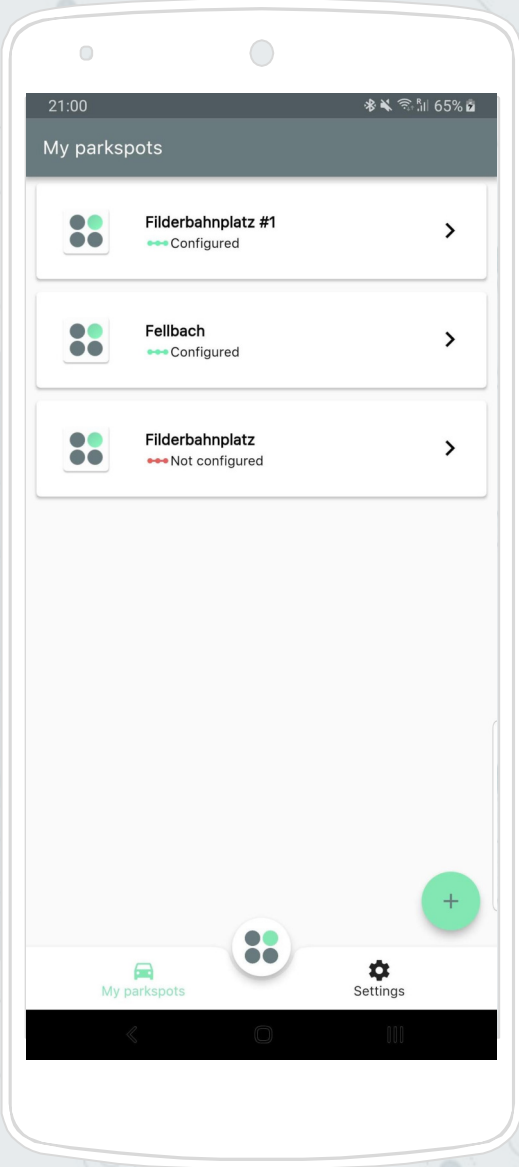 21:00
65%
My parkspots
Filderbahnplatz #1
Configured
Fellbach
Configured
Filderbahnplatz
Not configured
+
My parkspots
Settings